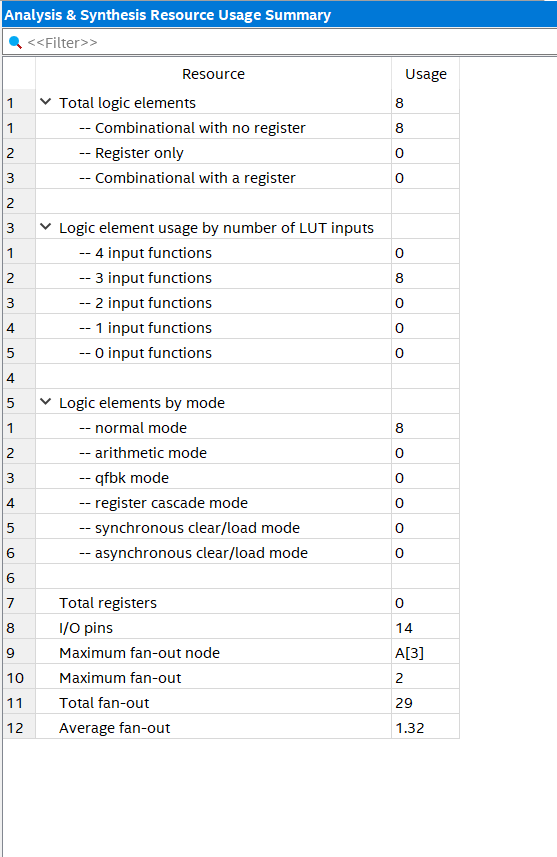 Analysis & Synthesis Resource Usage Summary
<<Filter>>
Resource Usage
1 Total logic elements 8
1 -- Combinational with no register 8
2 -- Register only 0
3 -- Combinational with a register 0
2
3 Logic element usage by number of LUT inputs
1 -- 4 input functions 0
2 -- 3 input functions 8
3 -- 2 input functions 0
4 -- 1 input functions 0
5 -- 0 input functions 0
4
5 Logic elements by mode
1 -- normal mode 8
2 -- arithmetic mode 0
3 -- qfbk mode 0
4 -- register cascade mode 0
5 -- synchronous clear/load mode 0
6 -- asynchronous clear/load mode 0
6
7 Total registers 0
8 I/O pins 14
9 Maximum fan-out node A[3]
10 Maximum fan-out 2
11 Total fan-out 29
12 Average fan-out 1.32